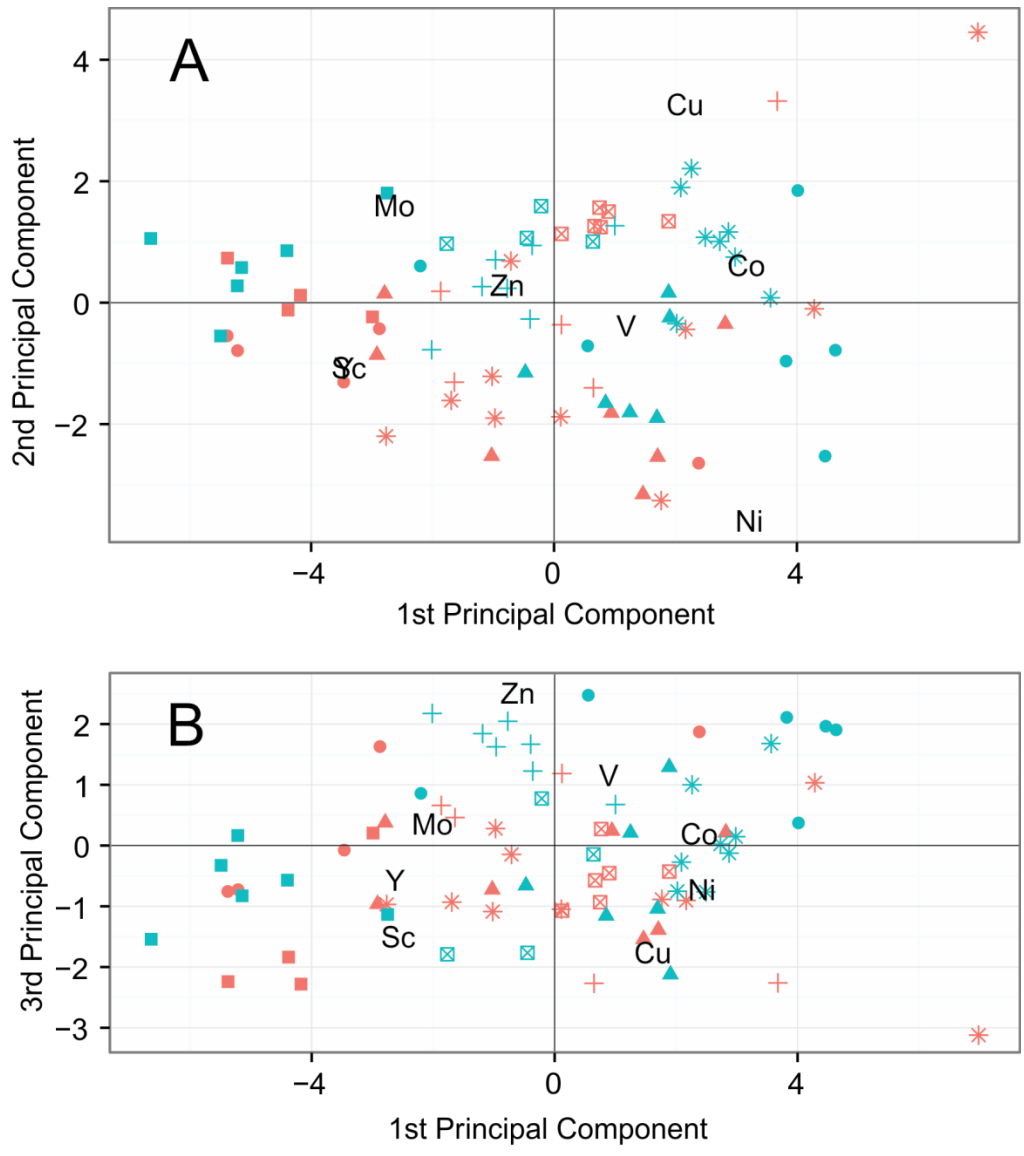 A
4
2
0
−2
2nd Principal Component
Cu
Mo
Co
Zn
V
Sc
Y
Ni
−4
0
4
1st Principal Component
B
2
1
0
−1
−2
−3
3rd Principal Component
Zn
V
Mo
Co
Y
Ni
Sc
Cu
−4
0
4
1st Principal Component